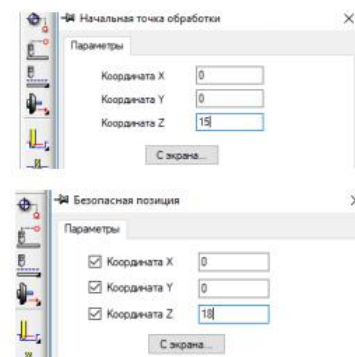 Начальная точка обработки
Параметры
Координата X 0
Координата Y 0
Координата Z 15
С экрана...
Безопасная позиция
Параметры
Координата X 0
Координата Y 0
Координата Z 18
С экрана...